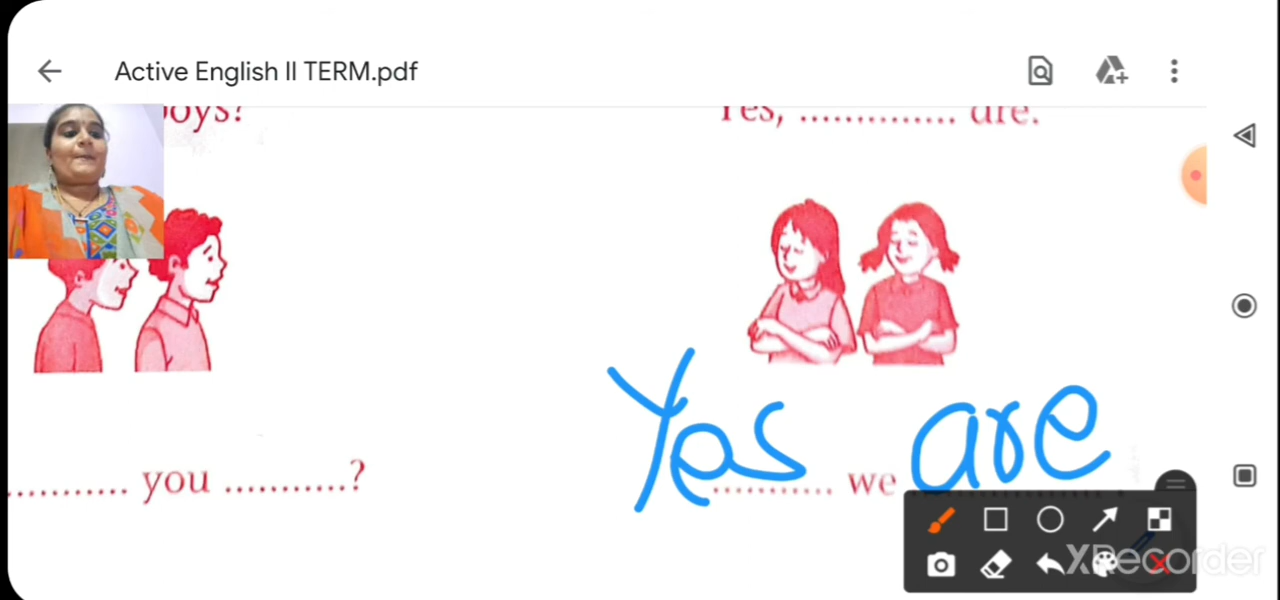 Active English II TERM.pdf
boys?
Yes, .............. are.
Yes are
........... you ...........?
............ we
XRecorder